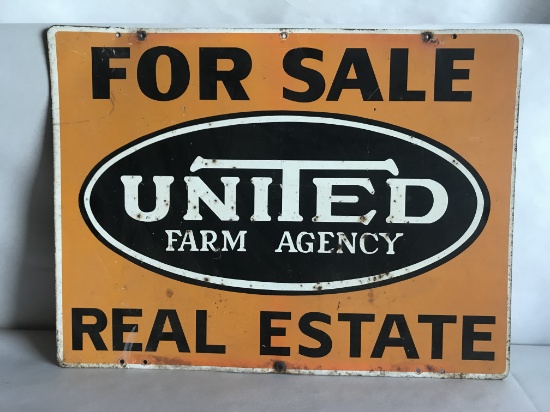 FOR SALE
UNITED
FARM AGENCY
REAL ESTATE